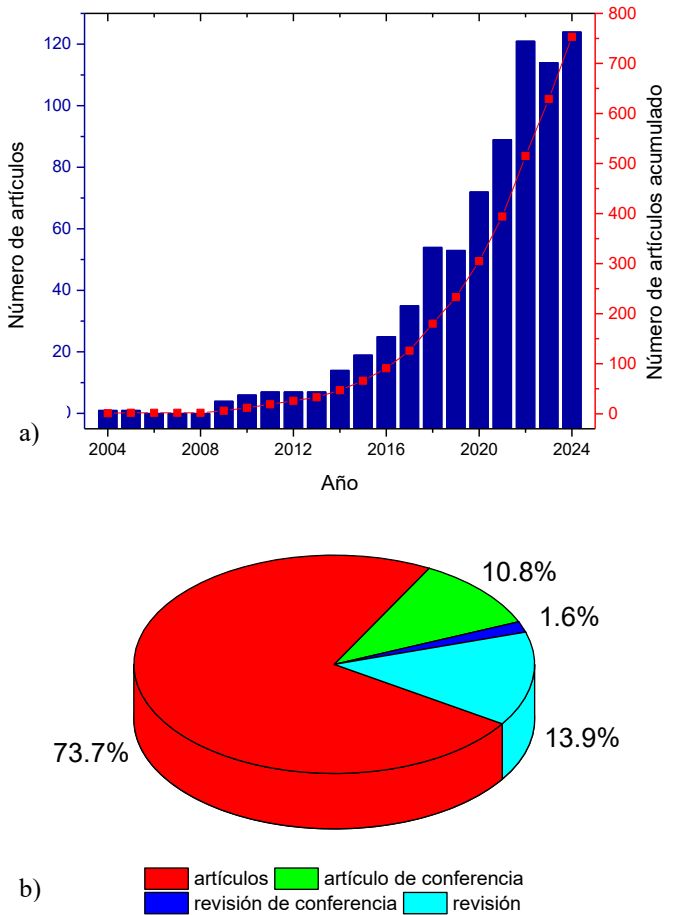 120
100
80
60
40
20
800
700
600
500
400
300
200
100
0
Número de artículos
Número de artículos acumulado
2004 2008 2012 2016 2020 2024
a)
Año
10.8%
1.6%
73.7%
13.9%
b)
artículos artículo de conferencia
revisión de conferencia revisión